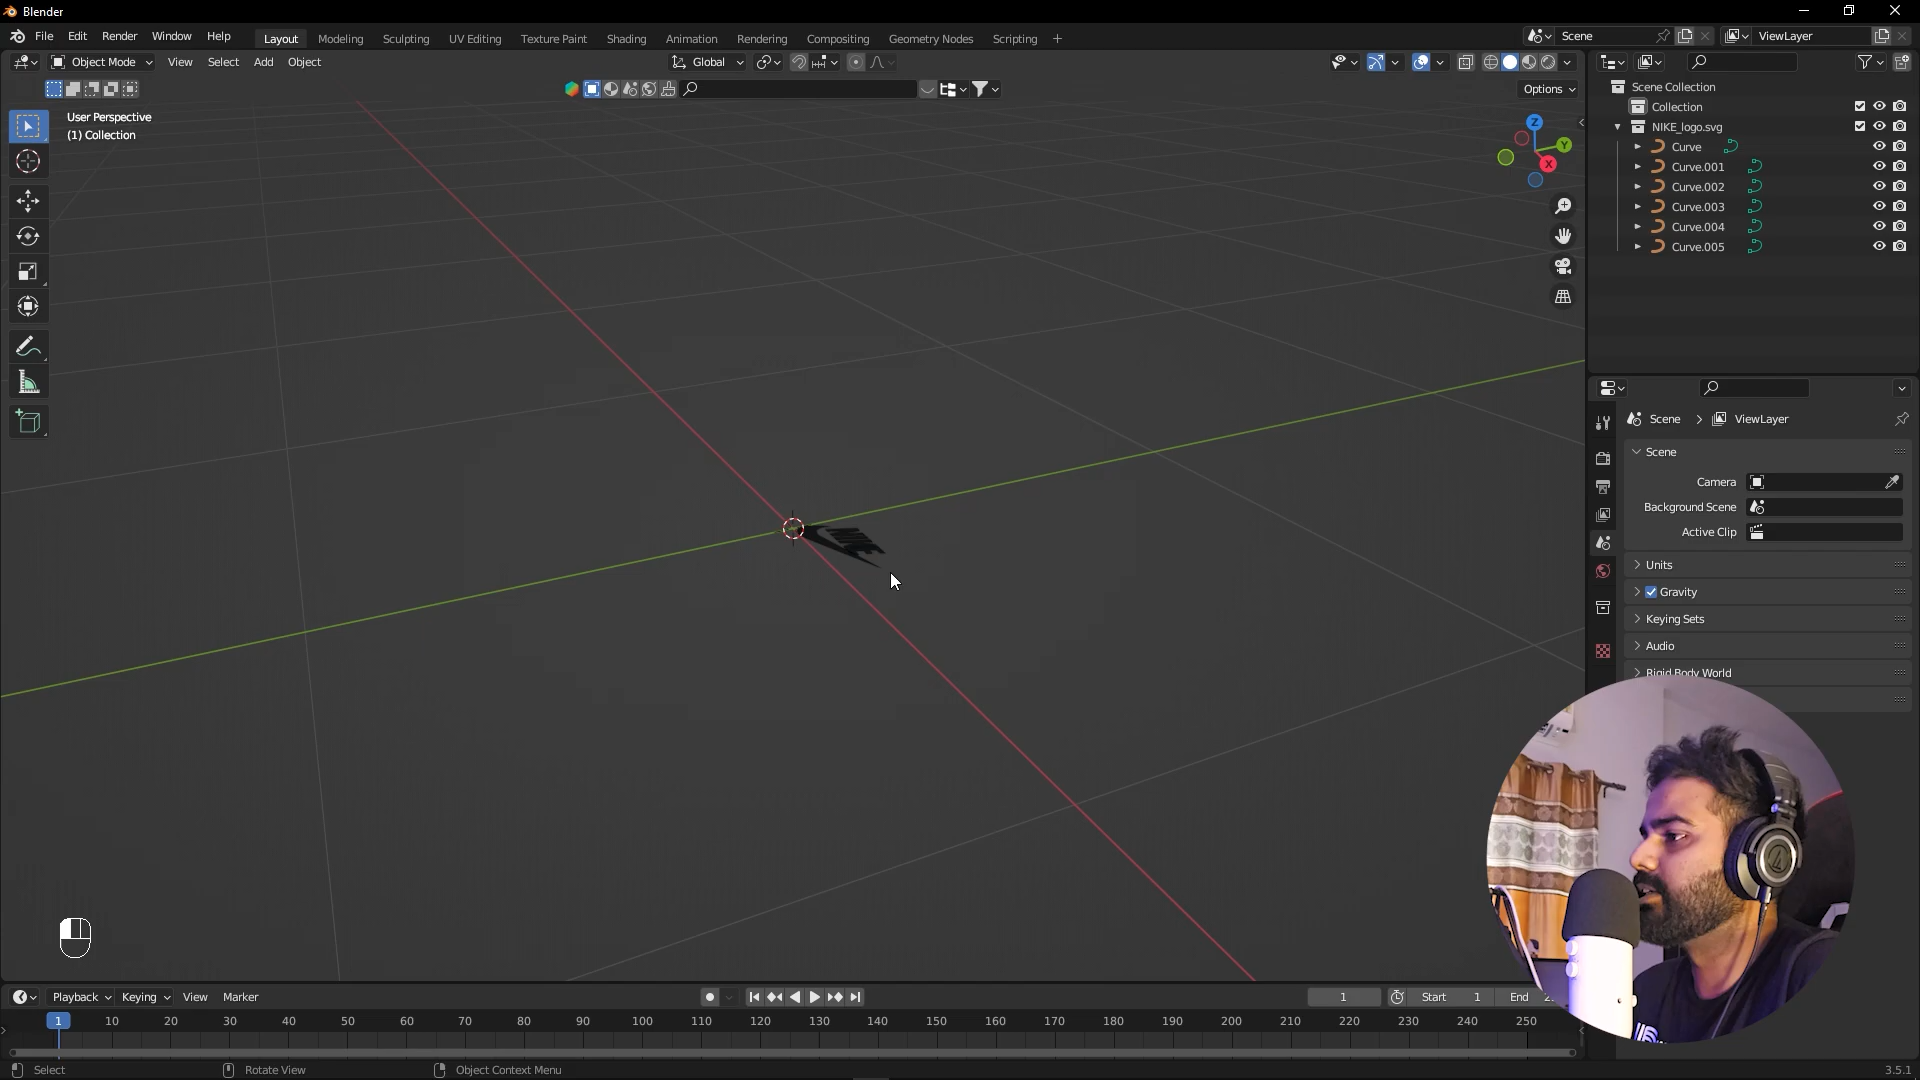 Blender
File Edit Render Window Help Layout Modeling Sculpting UV Editing Texture Paint Shading Animation Rendering Compositing Geometry Nodes Scripting + Scene ViewLayer
Object Mode View Select Add Object Global
Options
User Perspective
(1) Collection
Z
Y
X
Scene Collection
Collection
NIKE_logo.svg
Curve
Curve.001
Curve.002
Curve.003
Curve.004
Curve.005
Scene > ViewLayer
Scene
Camera
Background Scene
Active Clip
Units
Gravity
Keying Sets
Audio
Rigid Body World
NIKE
Playback Keying View Marker 1 Start 1 End
1 10 20 30 40 50 60 70 80 90 100 110 120 130 140 150 160 170 180 190 200 210 220 230 240 250
Select Rotate View Object Context Menu 3.5.1